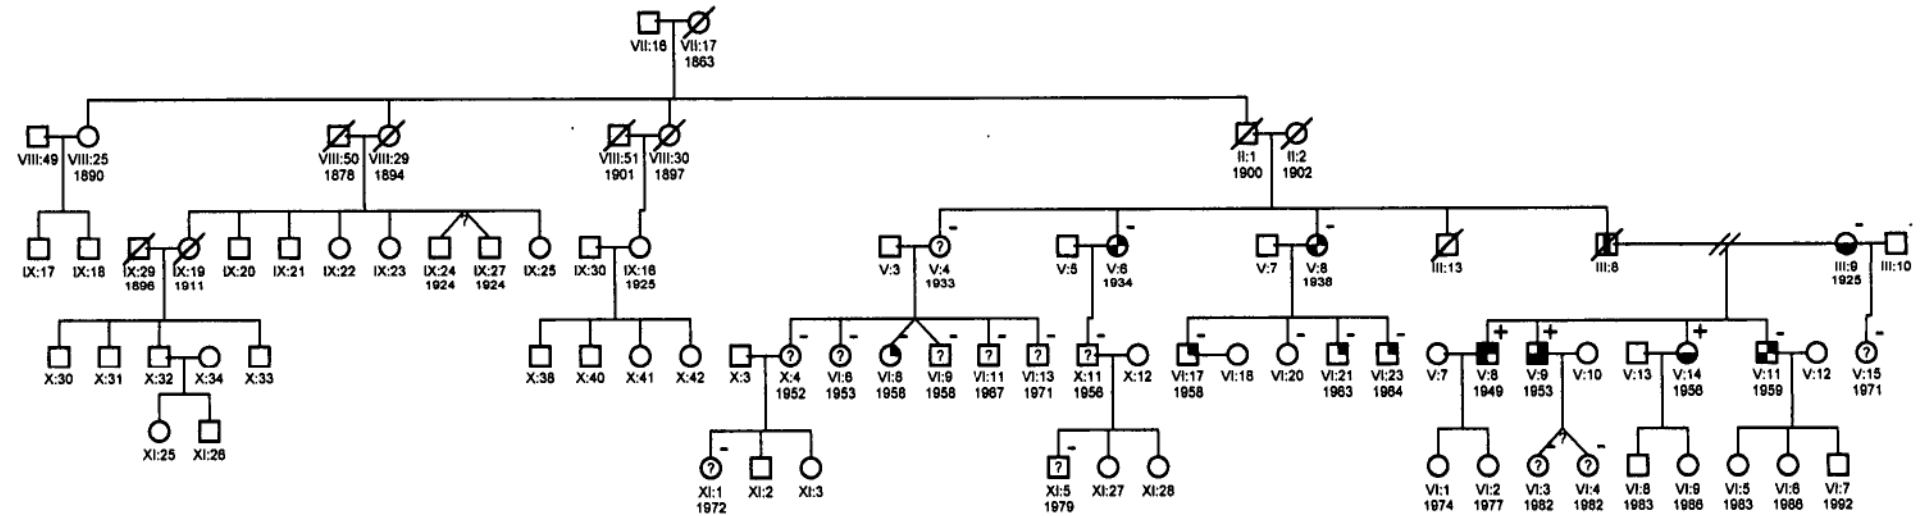 VII:16 VII:17
1863
VIII:49 VIII:25 VIII:50 VIII:29 VIII:51 VIII:30 II:1 II:2
1890 1878 1894 1901 1897 1900 1902
? ? - - - -
IX:17 IX:18 IX:29 IX:19 IX:20 IX:21 IX:22 IX:23 IX:24 IX:27 IX:25 IX:30 IX:16 V:3 V:4 V:5 V:6 V:7 V:8 III:13 III:8 III:9 III:10
1896 1911 1924 1924 1925 1933 1934 1938 1925
- - - - - - - - - - - + + + - -
? ? ? ? ? ? ?
X:30 X:31 X:32 X:34 X:33 X:38 X:40 X:41 X:42 X:3 X:4 VI:6 VI:8 VI:9 VI:11 VI:13 X:11 X:12 VI:17 VI:18 VI:20 VI:21 VI:23 V:7 V:8 V:9 V:10 V:13 V:14 V:11 V:12 V:15
1952 1953 1958 1958 1967 1971 1956 1958 1963 1964 1949 1953 1956 1959 1971
XI:25 XI:26
- - ? - -
? ? ? ?
XI:1 XI:2 XI:3 XI:5 XI:27 XI:28 VI:1 VI:2 VI:3 VI:4 VI:8 VI:9 VI:5 VI:6 VI:7
1972 1979 1974 1977 1982 1982 1983 1986 1983 1986 1992